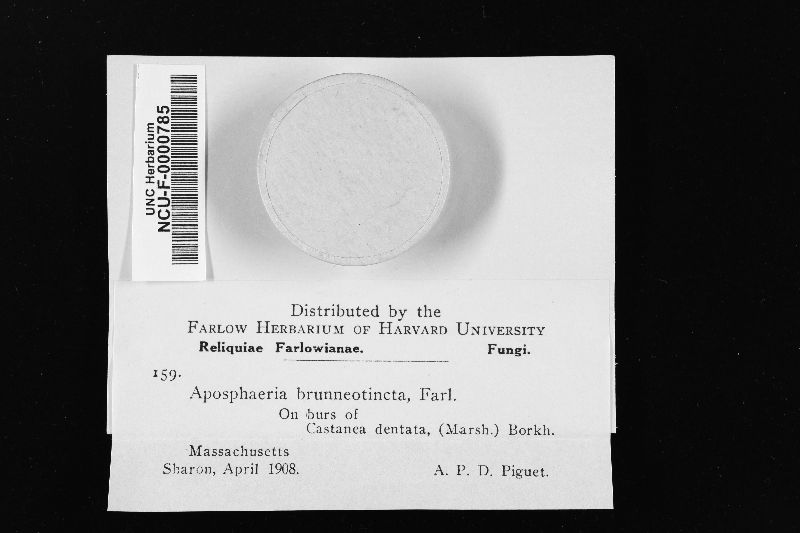 UNC Herbarium
NCU-F-0000785
Distributed by the
FARLOW HERBARIUM OF HARVARD UNIVERSITY
Reliquiae Farlowianae. Fungi.
159.
Aposphaeria brunneotincta, Farl.
On burs of
Castanea dentata, (Marsh.) Borkh.
Massachusetts
Sharon, April 1908. A. P. D. Piguet.